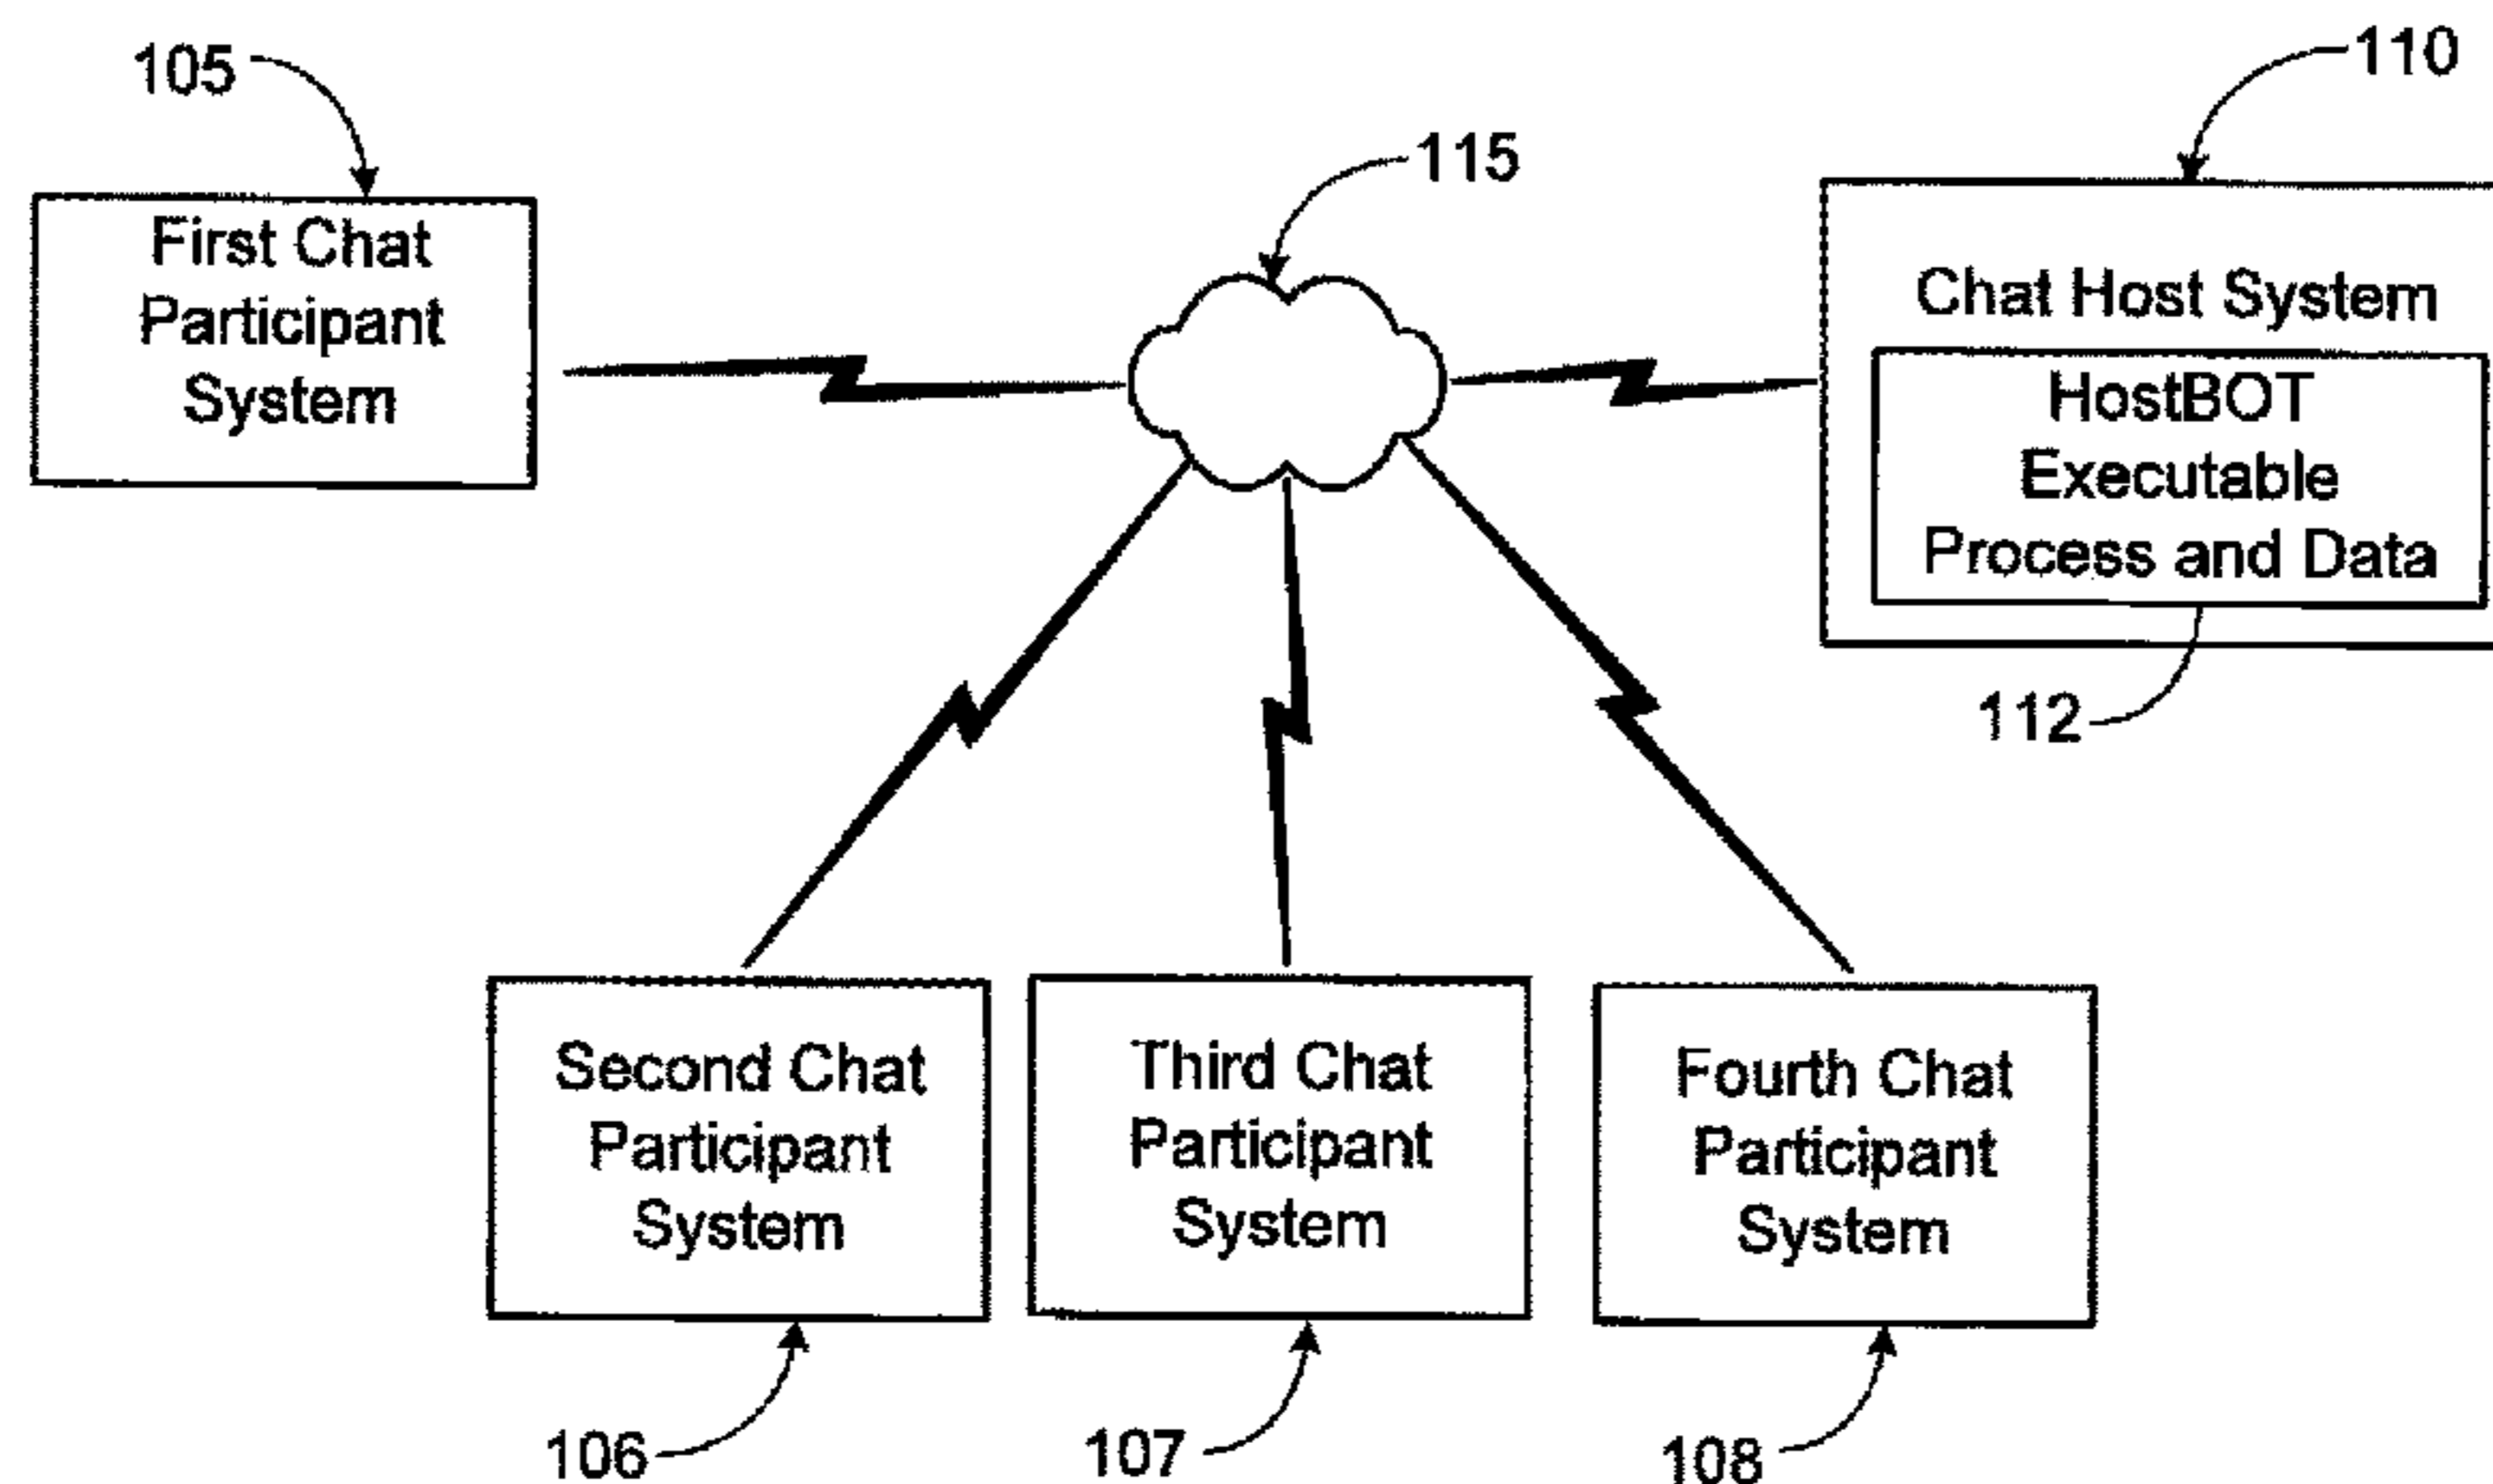 105
110
115
First Chat
Participant
System
Chat Host System
HostBOT
Executable
Process and Data
112
Second Chat
Participant
System
Third Chat
Participant
System
Fourth Chat
Participant
System
106
107
108